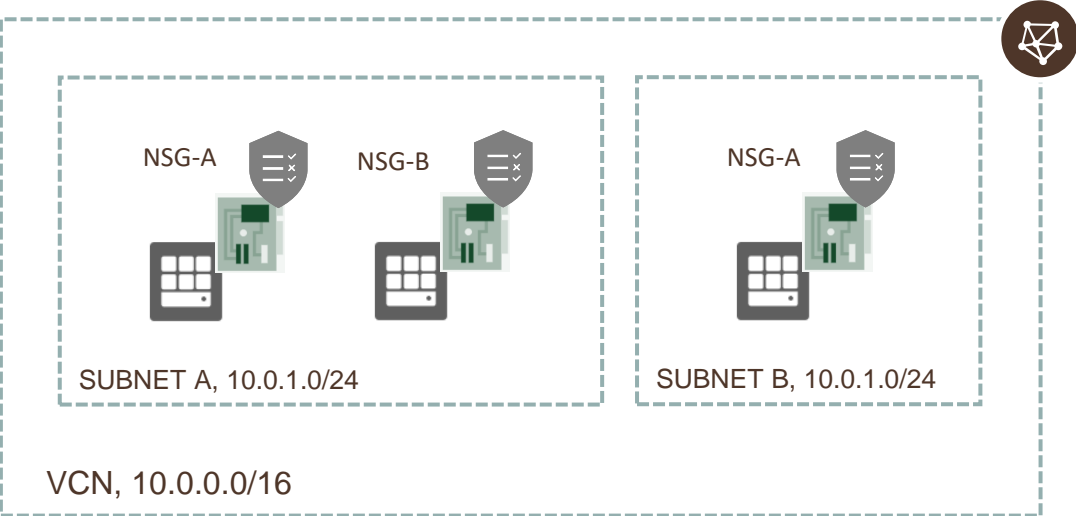 NSG-A
NSG-B
NSG-A
SUBNET A, 10.0.1.0/24
SUBNET B, 10.0.1.0/24
VCN, 10.0.0.0/16